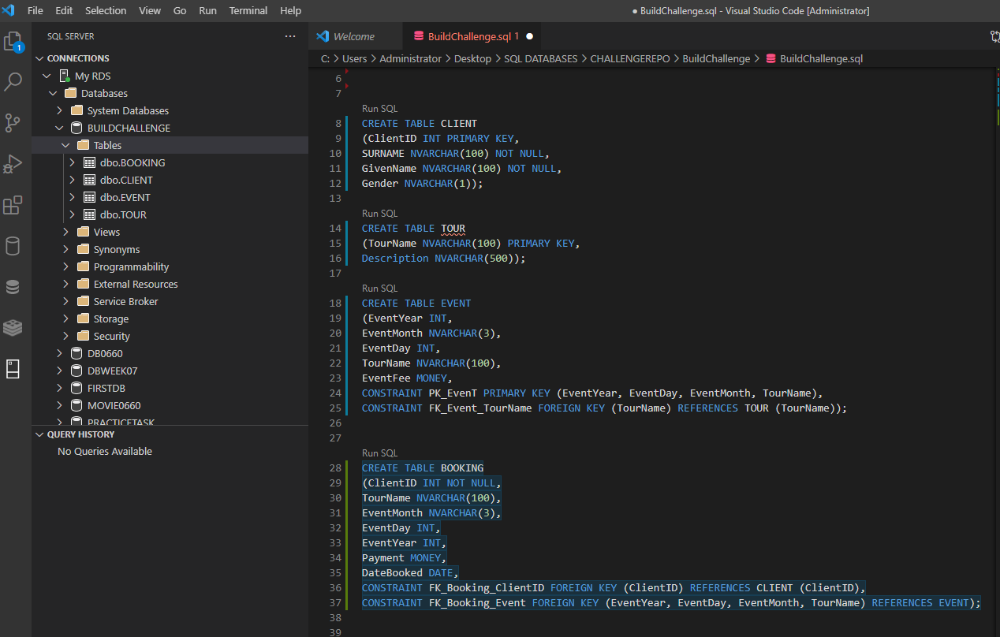 File Edit Selection View Go Run Terminal Help
● BuildChallenge.sql - Visual Studio Code [Administrator]
1
SQL SERVER ···
CONNECTIONS
My RDS
Databases
System Databases
BUILDCHALLENGE
Tables
dbo.BOOKING
dbo.CLIENT
dbo.EVENT
dbo.TOUR
Views
Synonyms
Programmability
External Resources
Service Broker
Storage
Security
DB0660
DBWEEK07
FIRSTDB
MOVIE0660
PRACTICETASK
QUERY HISTORY
No Queries Available
Welcome BuildChallenge.sql 1 ●
C: > Users > Administrator > Desktop > SQL DATABASES > CHALLENGEREPO > BuildChallenge > BuildChallenge.sql
6
7
Run SQL
8 CREATE TABLE CLIENT
9 (ClientID INT PRIMARY KEY,
10 SURNAME NVARCHAR(100) NOT NULL,
11 GivenName NVARCHAR(100) NOT NULL,
12 Gender NVARCHAR(1));
13
Run SQL
14 CREATE TABLE TOUR
15 (TourName NVARCHAR(100) PRIMARY KEY,
16 Description NVARCHAR(500));
17
Run SQL
18 CREATE TABLE EVENT
19 (EventYear INT,
20 EventMonth NVARCHAR(3),
21 EventDay INT,
22 TourName NVARCHAR(100),
23 EventFee MONEY,
24 CONSTRAINT PK_EvenT PRIMARY KEY (EventYear, EventDay, EventMonth, TourName),
25 CONSTRAINT FK_Event_TourName FOREIGN KEY (TourName) REFERENCES TOUR (TourName));
26
27
Run SQL
28 CREATE TABLE BOOKING
29 (ClientID INT NOT NULL,
30 TourName NVARCHAR(100),
31 EventMonth NVARCHAR(3),
32 EventDay INT,
33 EventYear INT,
34 Payment MONEY,
35 DateBooked DATE,
36 CONSTRAINT FK_Booking_ClientID FOREIGN KEY (ClientID) REFERENCES CLIENT (ClientID),
37 CONSTRAINT FK_Booking_Event FOREIGN KEY (EventYear, EventDay, EventMonth, TourName) REFERENCES EVENT);
38
39